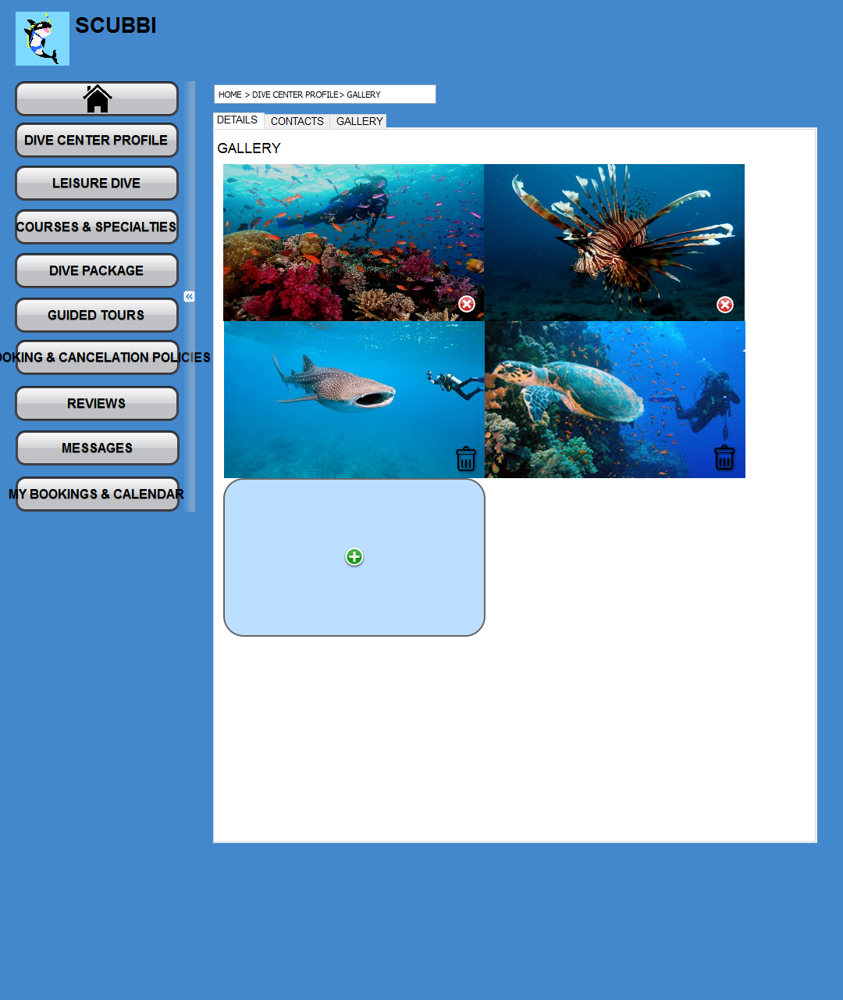 SCUBBI
HOME > DIVE CENTER PROFILE> GALLERY
DETAILS
CONTACTS
GALLERY
GALLERY
DIVE CENTER PROFILE
LEISURE DIVE
COURSES & SPECIALTIES
DIVE PACKAGE
GUIDED TOURS
OOKING & CANCELATION POLICIES
REVIEWS
MESSAGES
MY BOOKINGS & CALENDAR